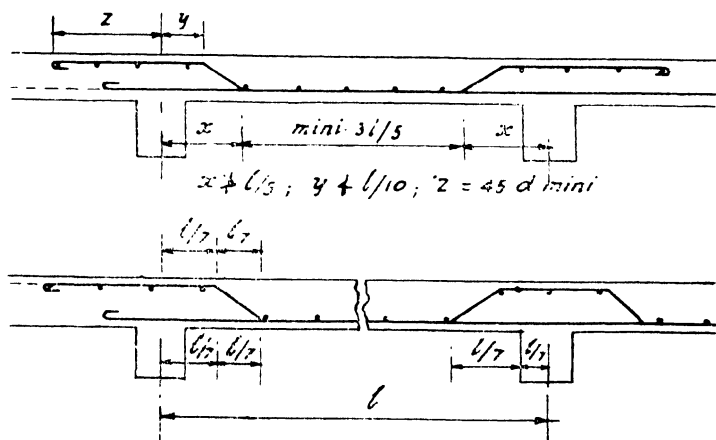 z y
x mini 3l/5 x
x ≯ l/5 ; y ≮ l/10 ; z = 45 d mini
l/7 l/7
l/7 l/7 l/7 l/7
l